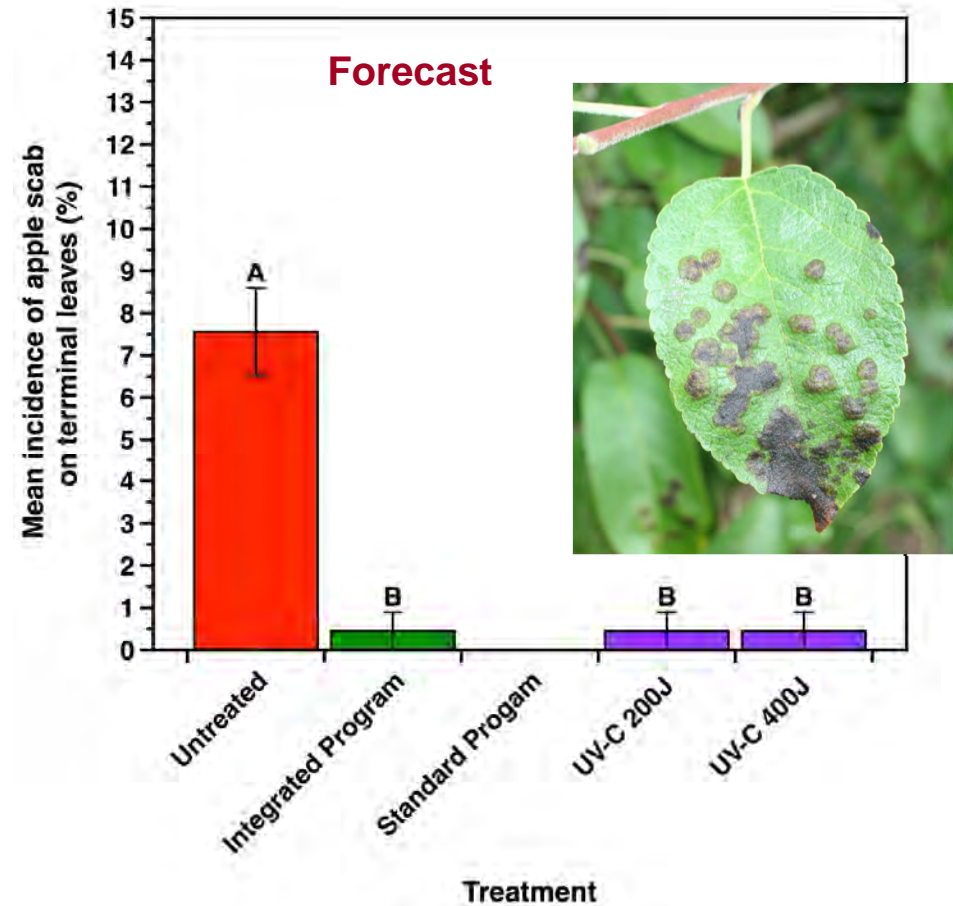 Forecast
Mean incidence of apple scab
on terrminal leaves (%)
15
14
13
12
11
10
9
8
7
6
5
4
3
2
1
0
A
B
B
B
Untreated
Integrated Program
Standard Progam
UV-C 200J
UV-C 400J
Treatment